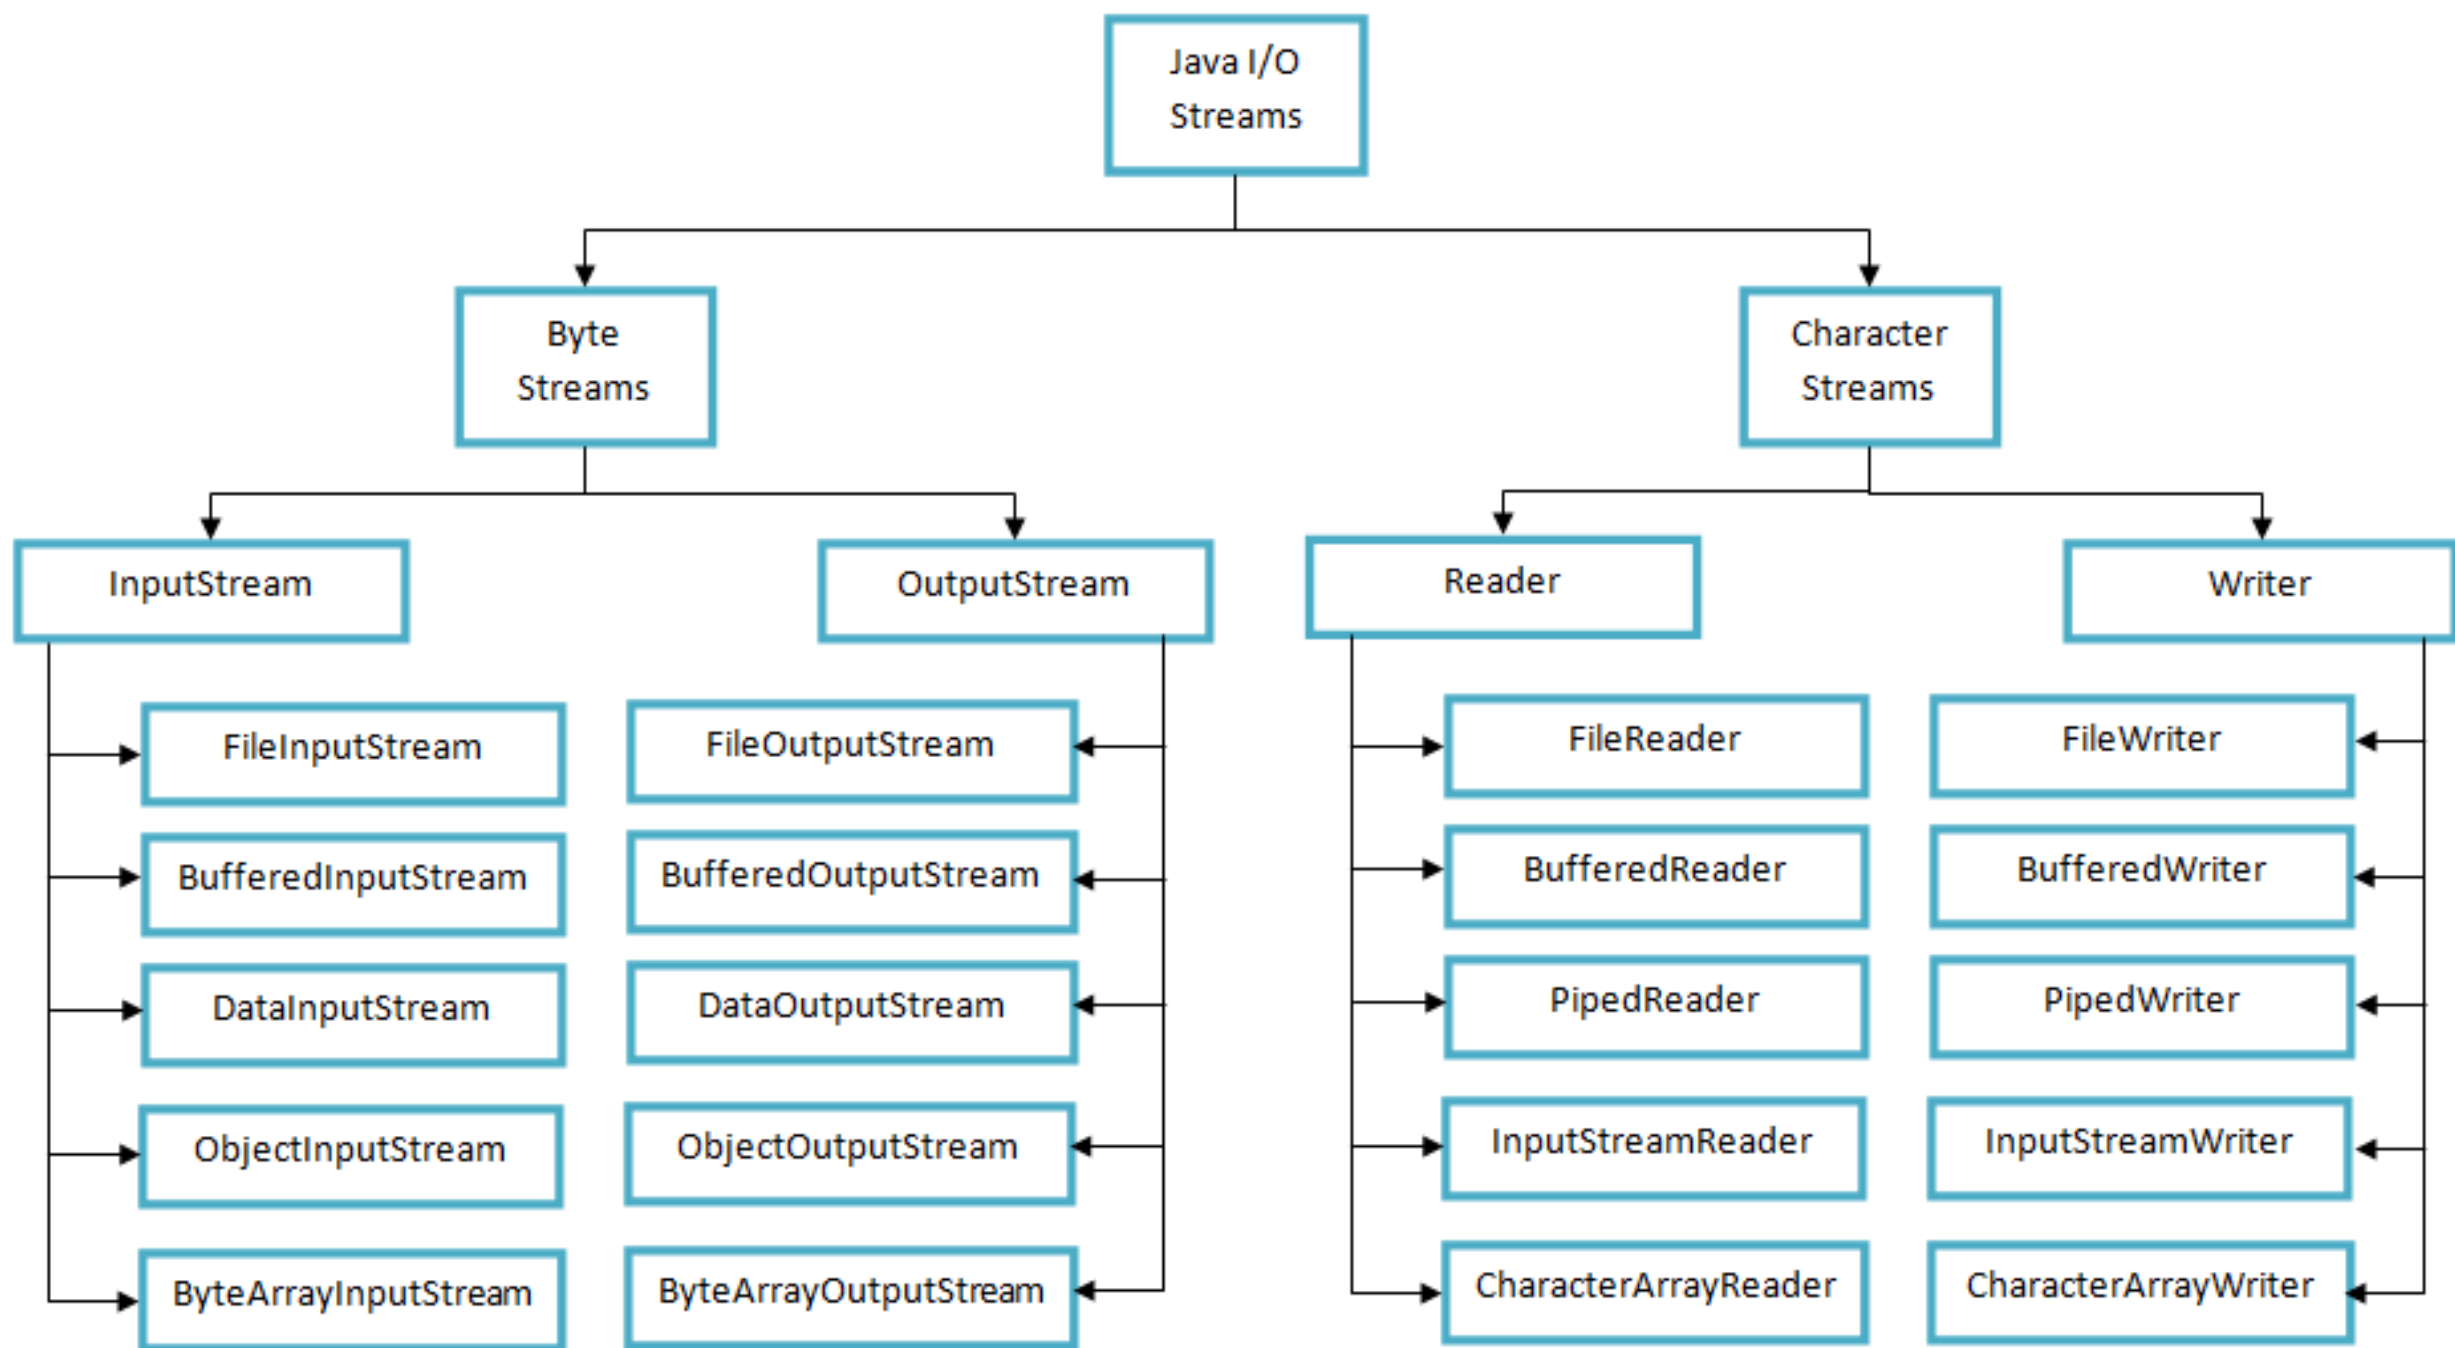 Java I/O
Streams
Byte
Streams
Character
Streams
InputStream
OutputStream
Reader
Writer
FileInputStream
FileOutputStream
FileReader
FileWriter
BufferedInputStream
BufferedOutputStream
BufferedReader
BufferedWriter
DataInputStream
DataOutputStream
PipedReader
PipedWriter
ObjectInputStream
ObjectOutputStream
InputStreamReader
InputStreamWriter
ByteArrayInputStream
ByteArrayOutputStream
CharacterArrayReader
CharacterArrayWriter